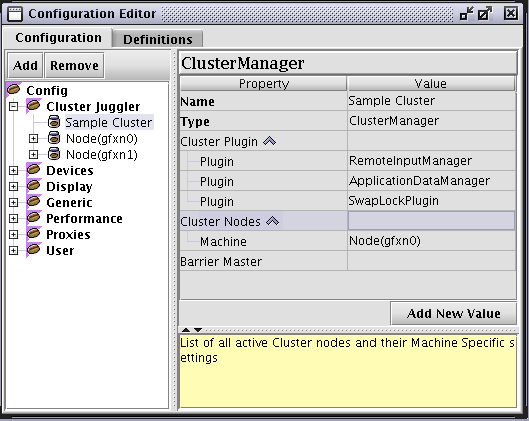 Configuration Editor
Configuration Definitions
Add Remove
Config
Cluster Juggler
Sample Cluster
Node(gfxn0)
Node(gfxn1)
Devices
Display
Generic
Performance
Proxies
User
ClusterManager
Property Value
Name Sample Cluster
Type ClusterManager
Cluster Plugin
Plugin RemoteInputManager
Plugin ApplicationDataManager
Plugin SwapLockPlugin
Cluster Nodes
Machine Node(gfxn0)
Barrier Master
Add New Value
List of all active Cluster nodes and their Machine Specific s
ettings